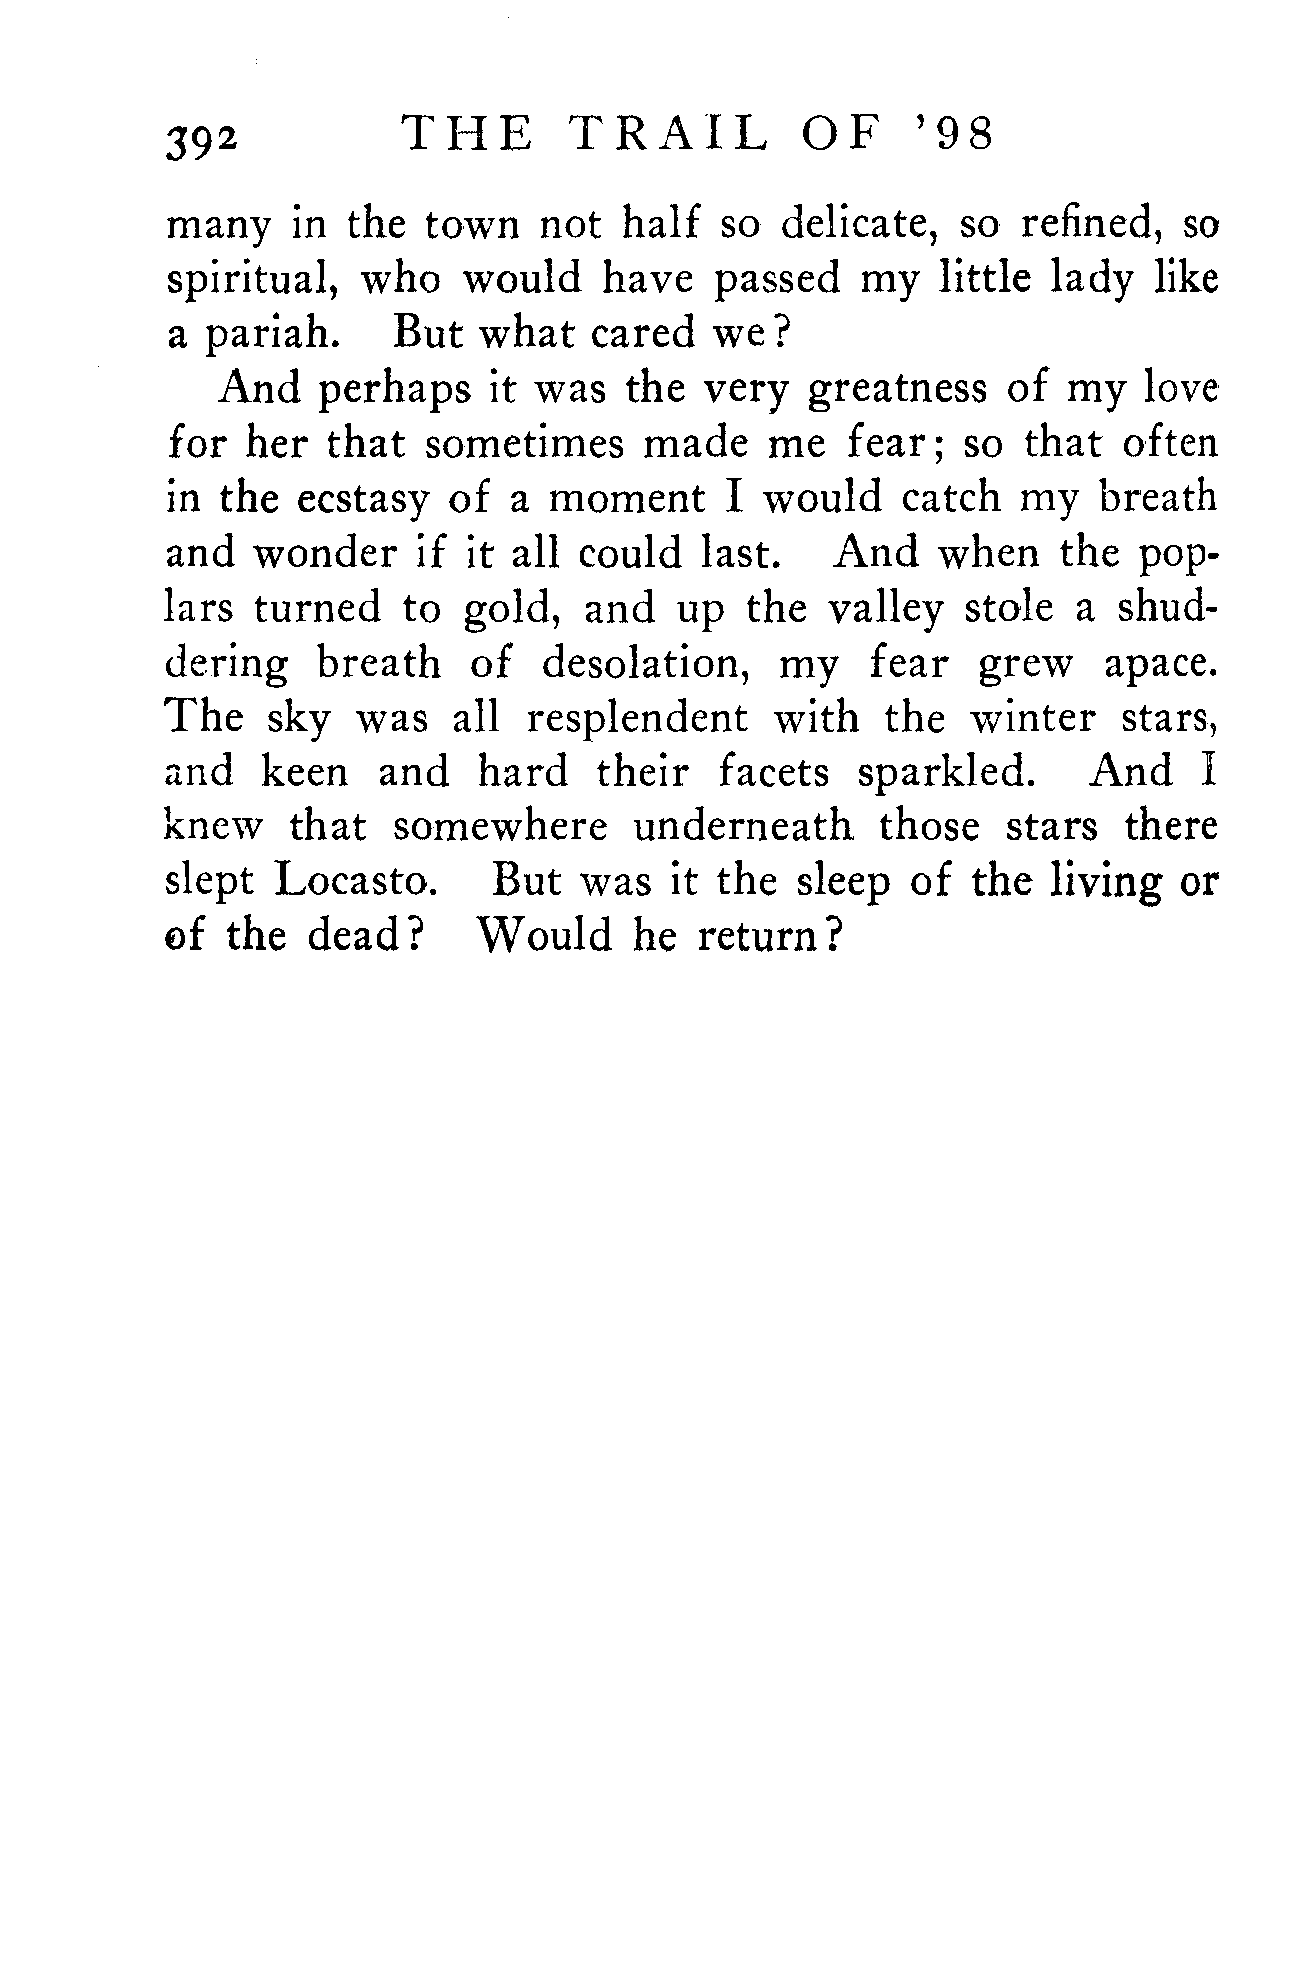 392 THE TRAIL OF '98
many in the town not half so delicate, so refined, so
spiritual, who would have passed my little lady like
a pariah. But what cared we?
And perhaps it was the very greatness of my love
for her that sometimes made me fear; so that often
in the ecstasy of a moment I would catch my breath
and wonder if it all could last. And when the pop-
lars turned to gold, and up the valley stole a shud-
dering breath of desolation, my fear grew apace.
The sky was all resplendent with the winter stars,
and keen and hard their facets sparkled. And I
knew that somewhere underneath those stars there
slept Locasto. But was it the sleep of the living or
of the dead? Would he return?